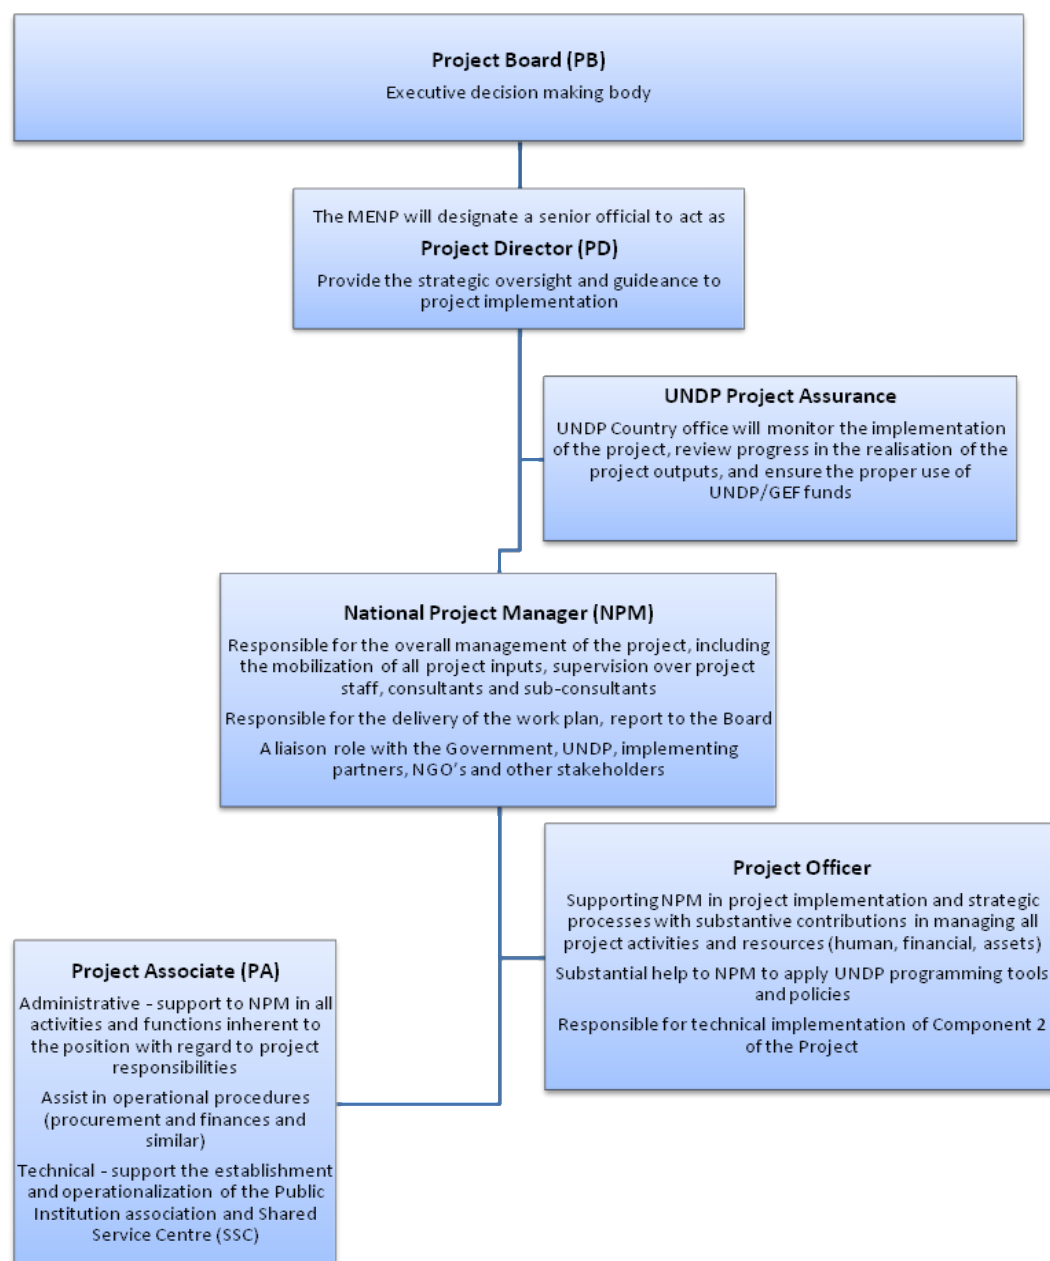 Project Board (PB)
Executive decision making body
The MENP will designate a senior official to act as
Project Director (PD)
Provide the strategic oversight and guideance to
project implementation
UNDP Project Assurance
UNDP Country office will monitor the implementation
of the project, review progress in the realisation of the
project outputs, and ensure the proper use of
UNDP/GEF funds
National Project Manager (NPM)
Responsible for the overall management of the project, including
the mobilization of all project inputs, supervision over project
staff, consultants and sub-consultants
Responsible for the delivery of the work plan, report to the Board
A liaison role with the Government, UNDP, implementing
partners, NGO's and other stakeholders
Project Officer
Supporting NPM in project implementation and strategic
processes with substantive contributions in managing all
project activities and resources (human, financial, assets)
Substantial help to NPM to apply UNDP programming tools
and policies
Responsible for technical implementation of Component 2
of the Project
Project Associate (PA)
Administrative - support to NPM in all
activities and functions inherent to
the position with regard to project
responsibilities
Assist in operational procedures
(procurement and finances and
similar)
Technical - support the establishment
and operationalization of the Public
Institution association and Shared
Service Centre (SSC)